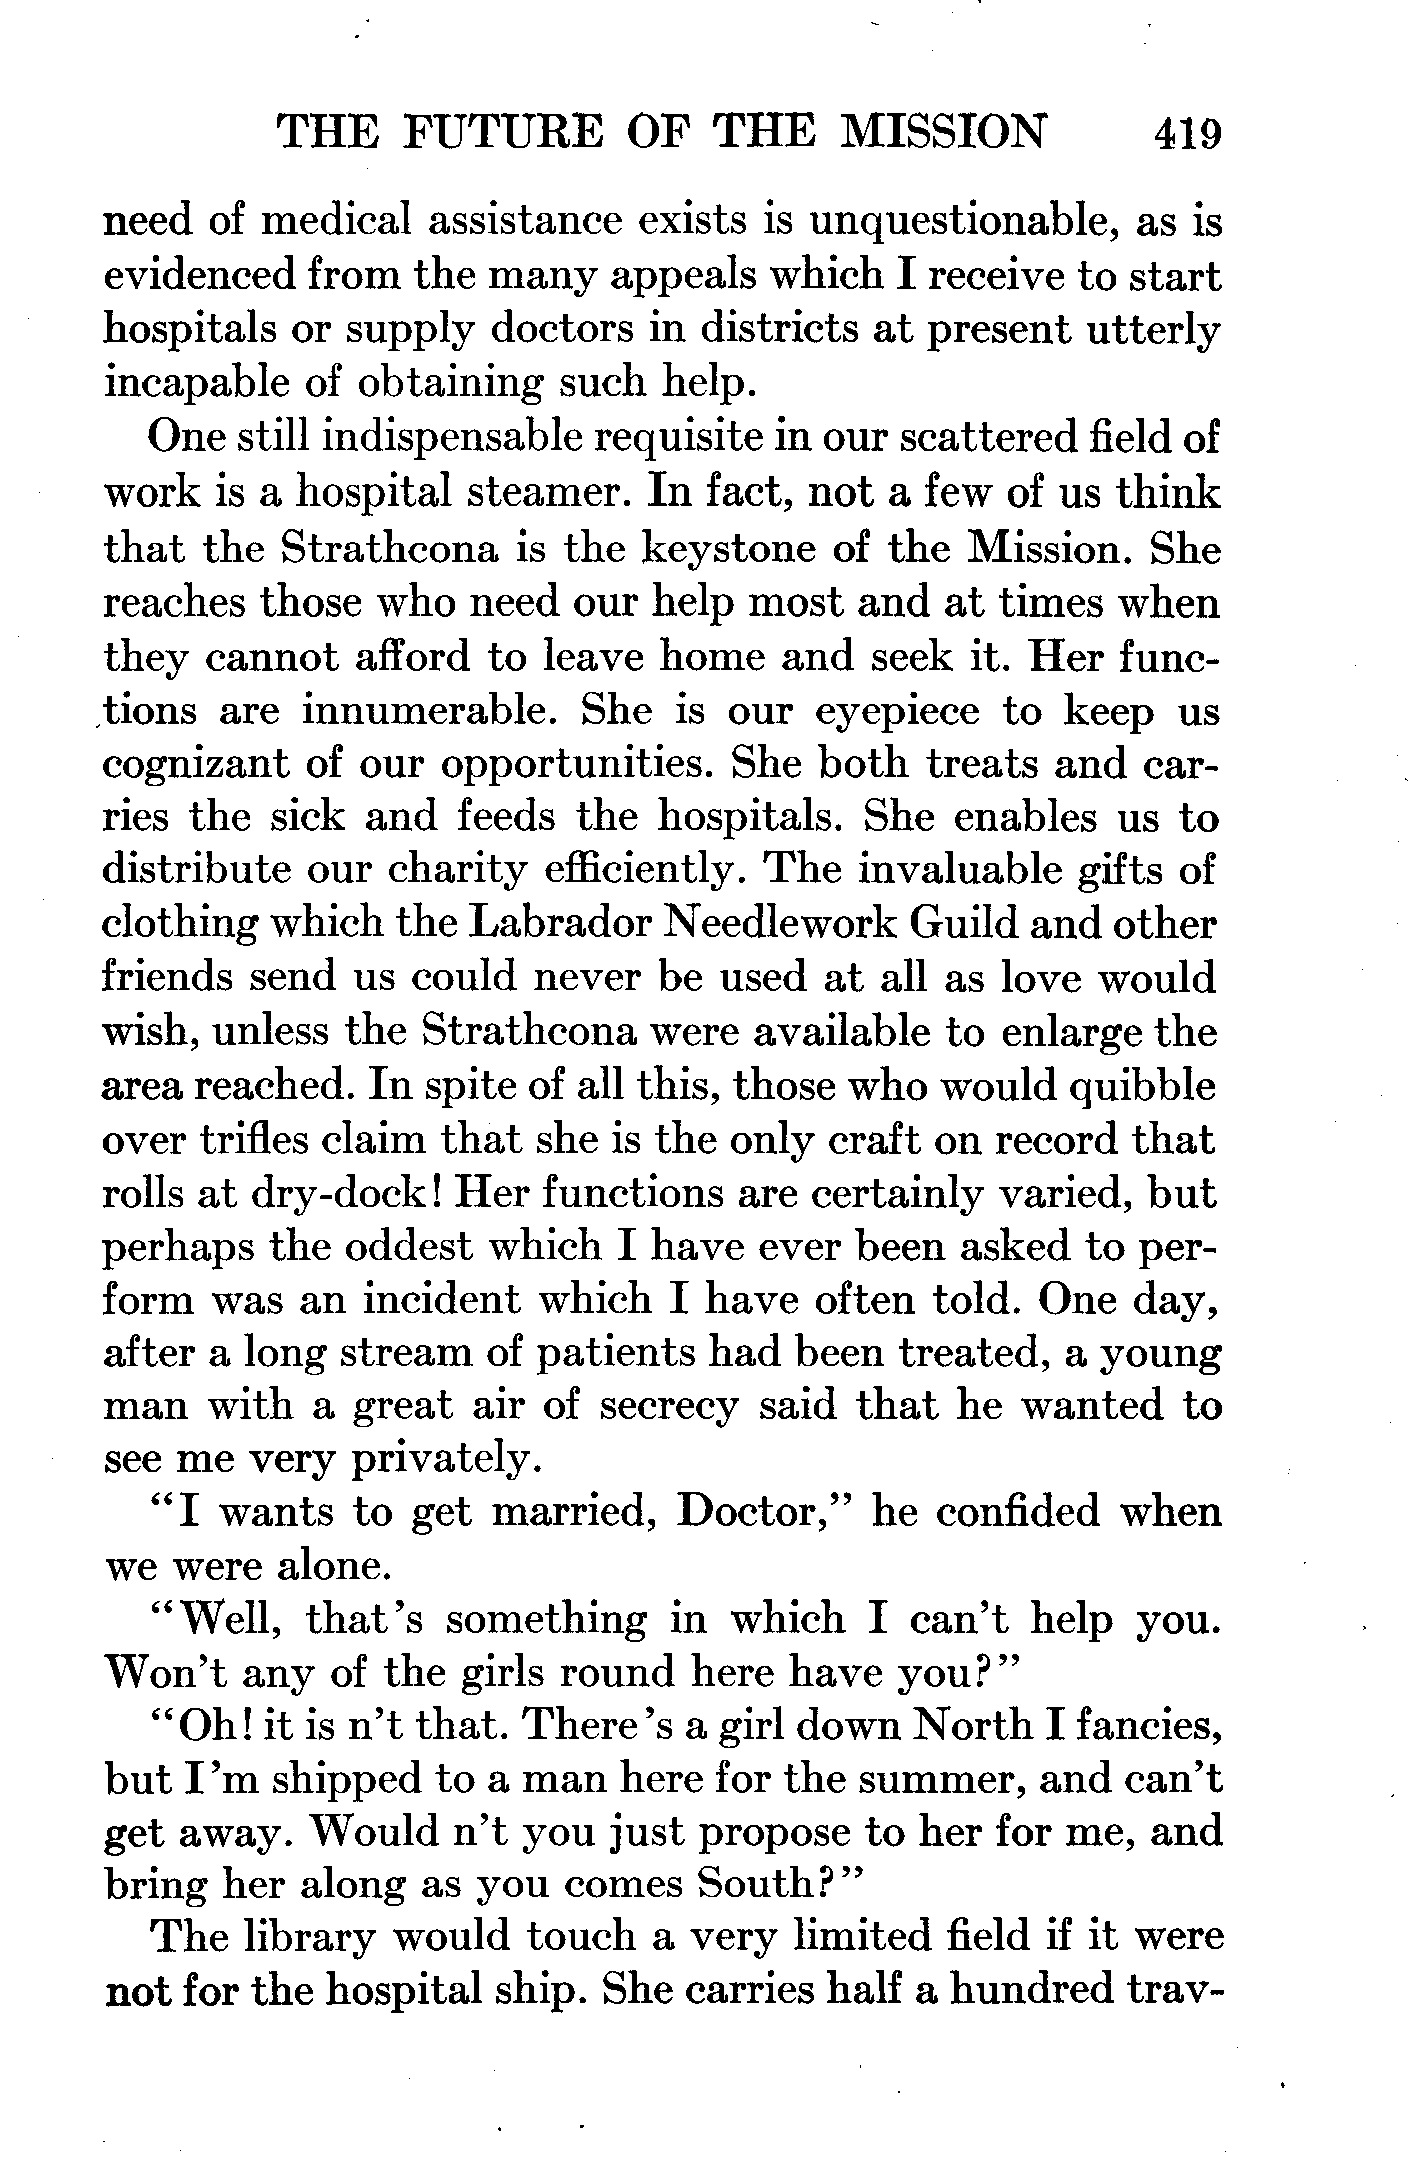 THE FUTURE OF THE MISSION 419
need of medical assistance exists is unquestionable, as is
evidenced from the many appeals which I receive to start
hospitals or supply doctors in districts at present utterly
incapable of obtaining such help.
One still indispensable requisite in our scattered field of
work is a hospital steamer. In fact, not a few of us think
that the Strathcona is the keystone of the Mission. She
reaches those who need our help most and at times when
they cannot afford to leave home and seek it. Her func-
tions are innumerable. She is our eyepiece to keep us
cognizant of our opportunities. She both treats and car-
ries the sick and feeds the hospitals. She enables us to
distribute our charity efficiently. The invaluable gifts of
clothing which the Labrador Needlework Guild and other
friends send us could never be used at all as love would
wish, unless the Strathcona were available to enlarge the
area reached. In spite of all this, those who would quibble
over trifles claim that she is the only craft on record that
rolls at dry-dock! Her functions are certainly varied, but
perhaps the oddest which I have ever been asked to per-
form was an incident which I have often told. One day,
after a long stream of patients had been treated, a young
man with a great air of secrecy said that he wanted to
see me very privately.
"I wants to get married, Doctor," he confided when
we were alone.
"Well, that's something in which I can't help you.
Won't any of the girls round here have you?"
"Oh! it is n't that. There's a girl down North I fancies,
but I'm shipped to a man here for the summer, and can't
get away. Would n't you just propose to her for me, and
bring her along as you comes South?"
The library would touch a very limited field if it were
not for the hospital ship. She carries half a hundred trav-